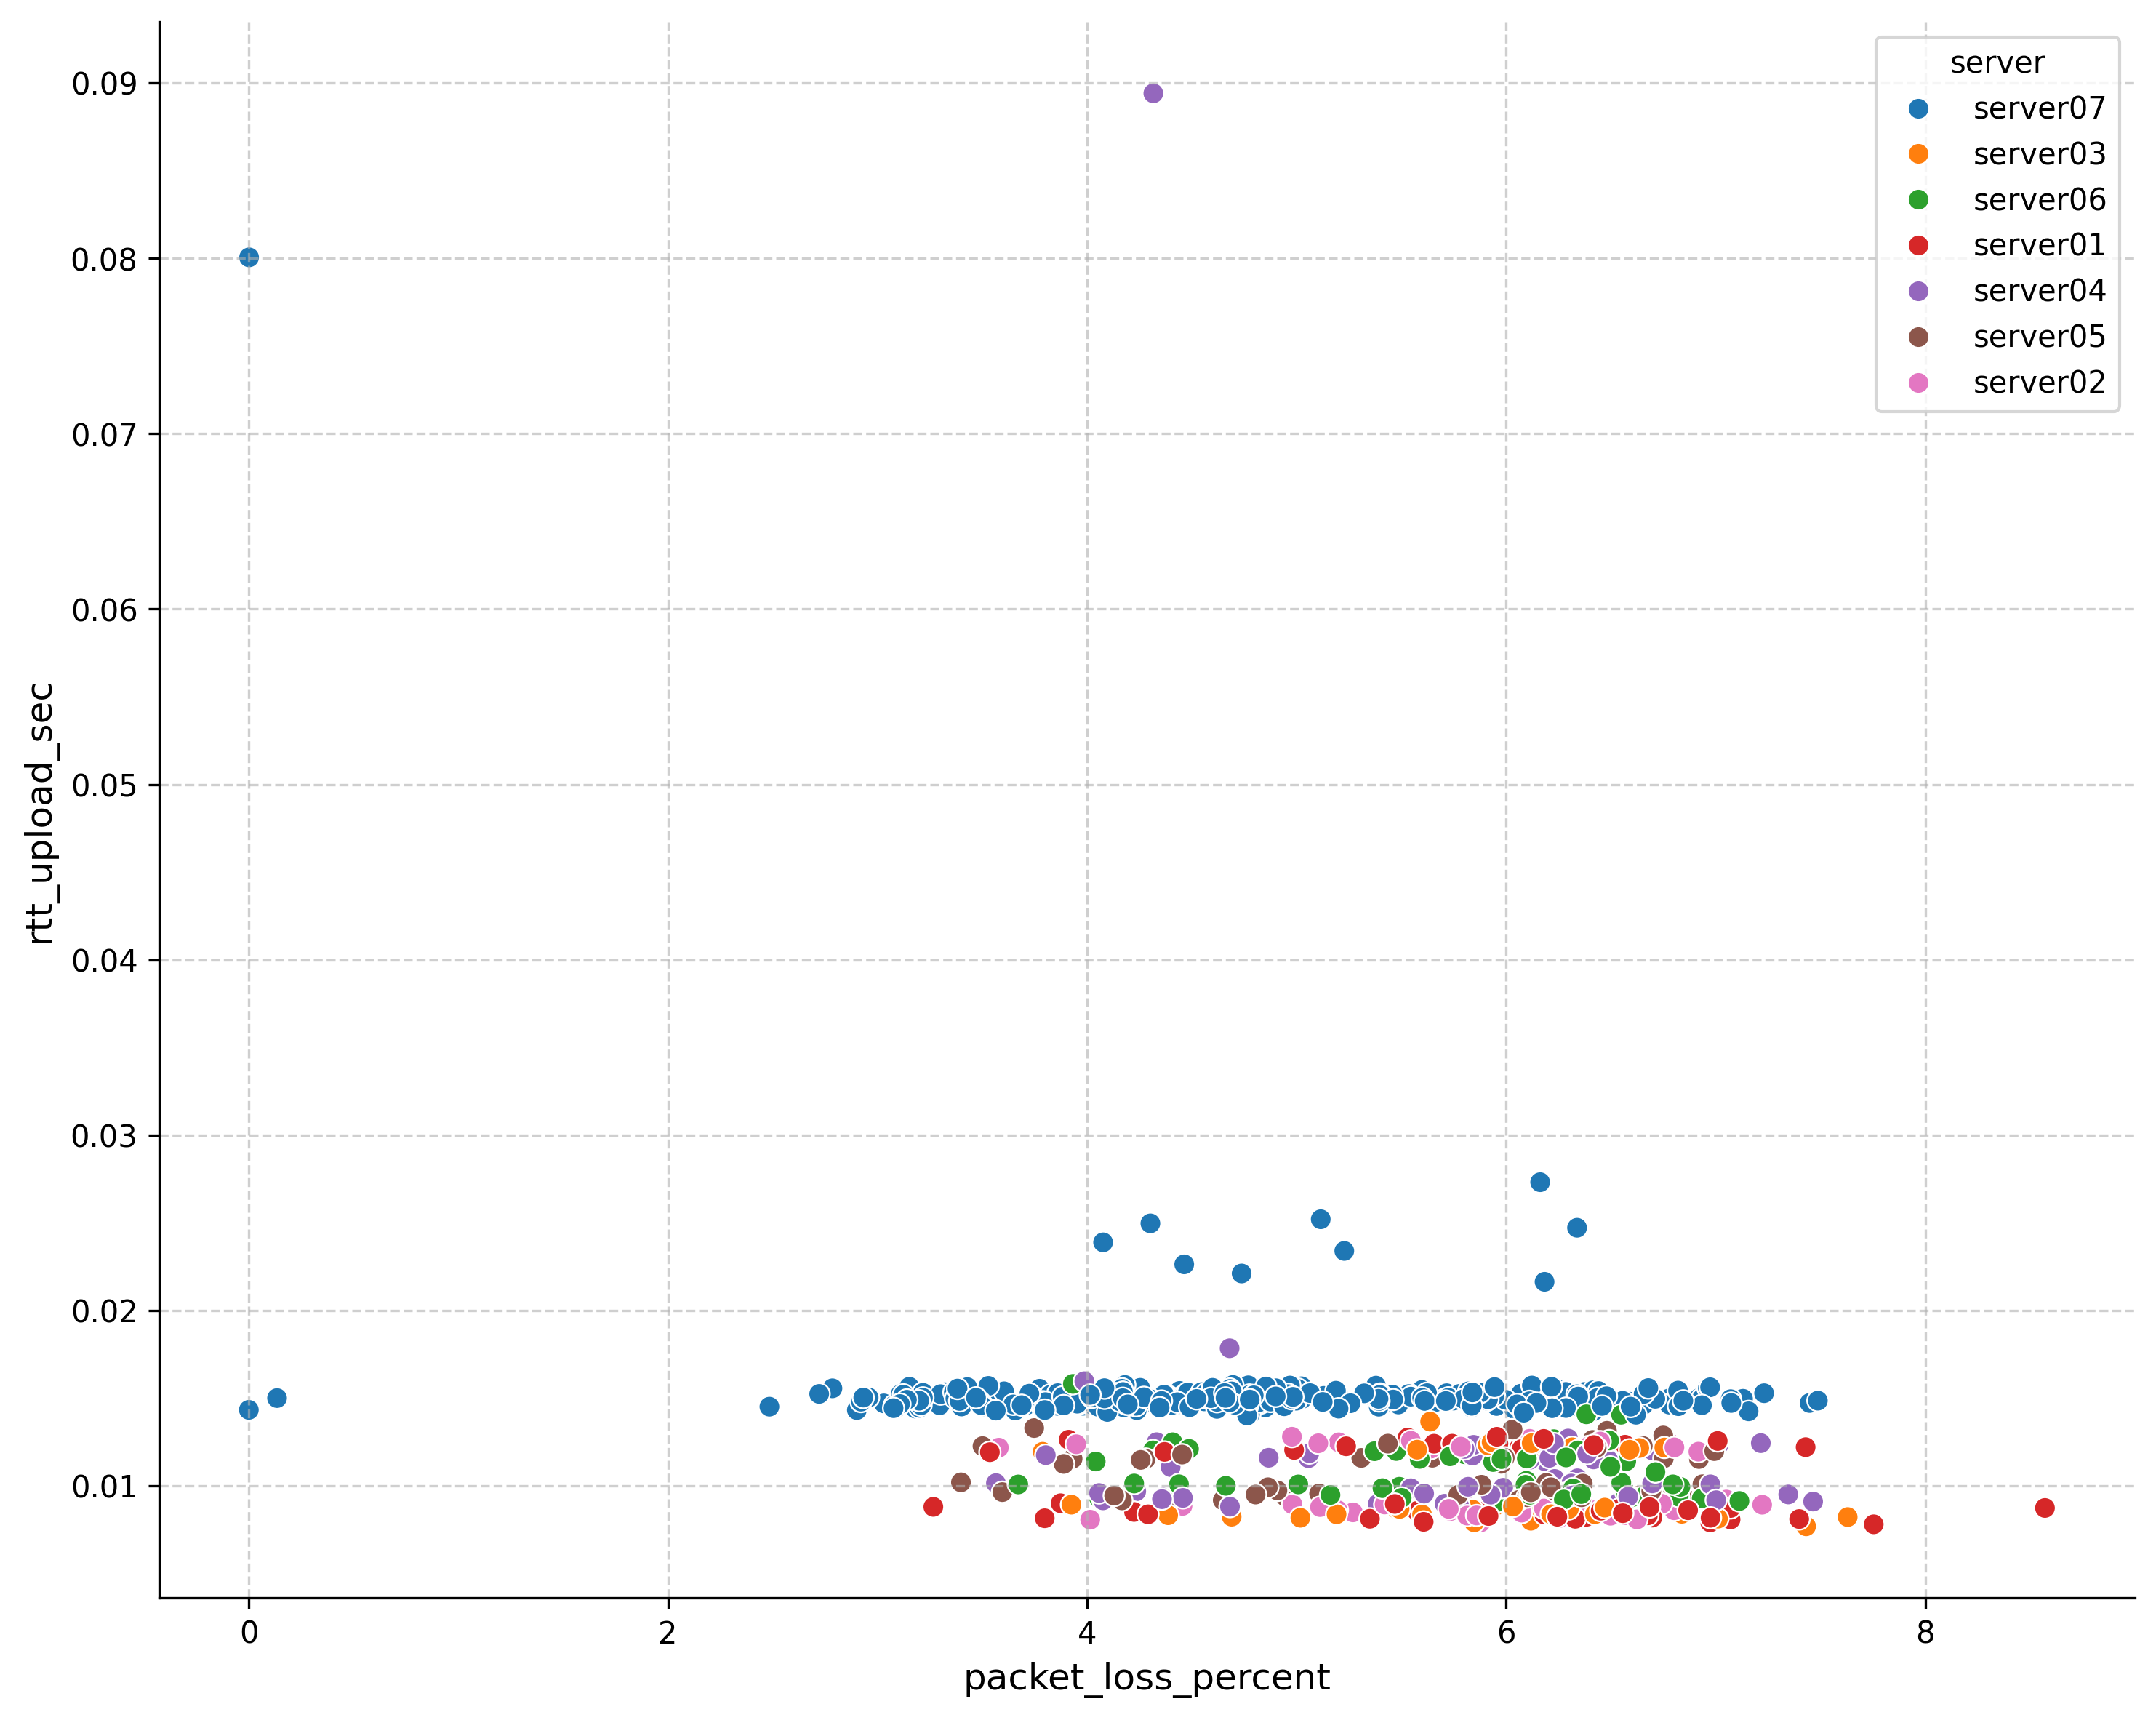 server
server07
server03
server06
server01
server04
server05
server02
0.09
0.08
0.07
0.06
0.05
0.04
0.03
0.02
0.01
rtt_upload_sec
0
2
4
6
8
packet_loss_percent